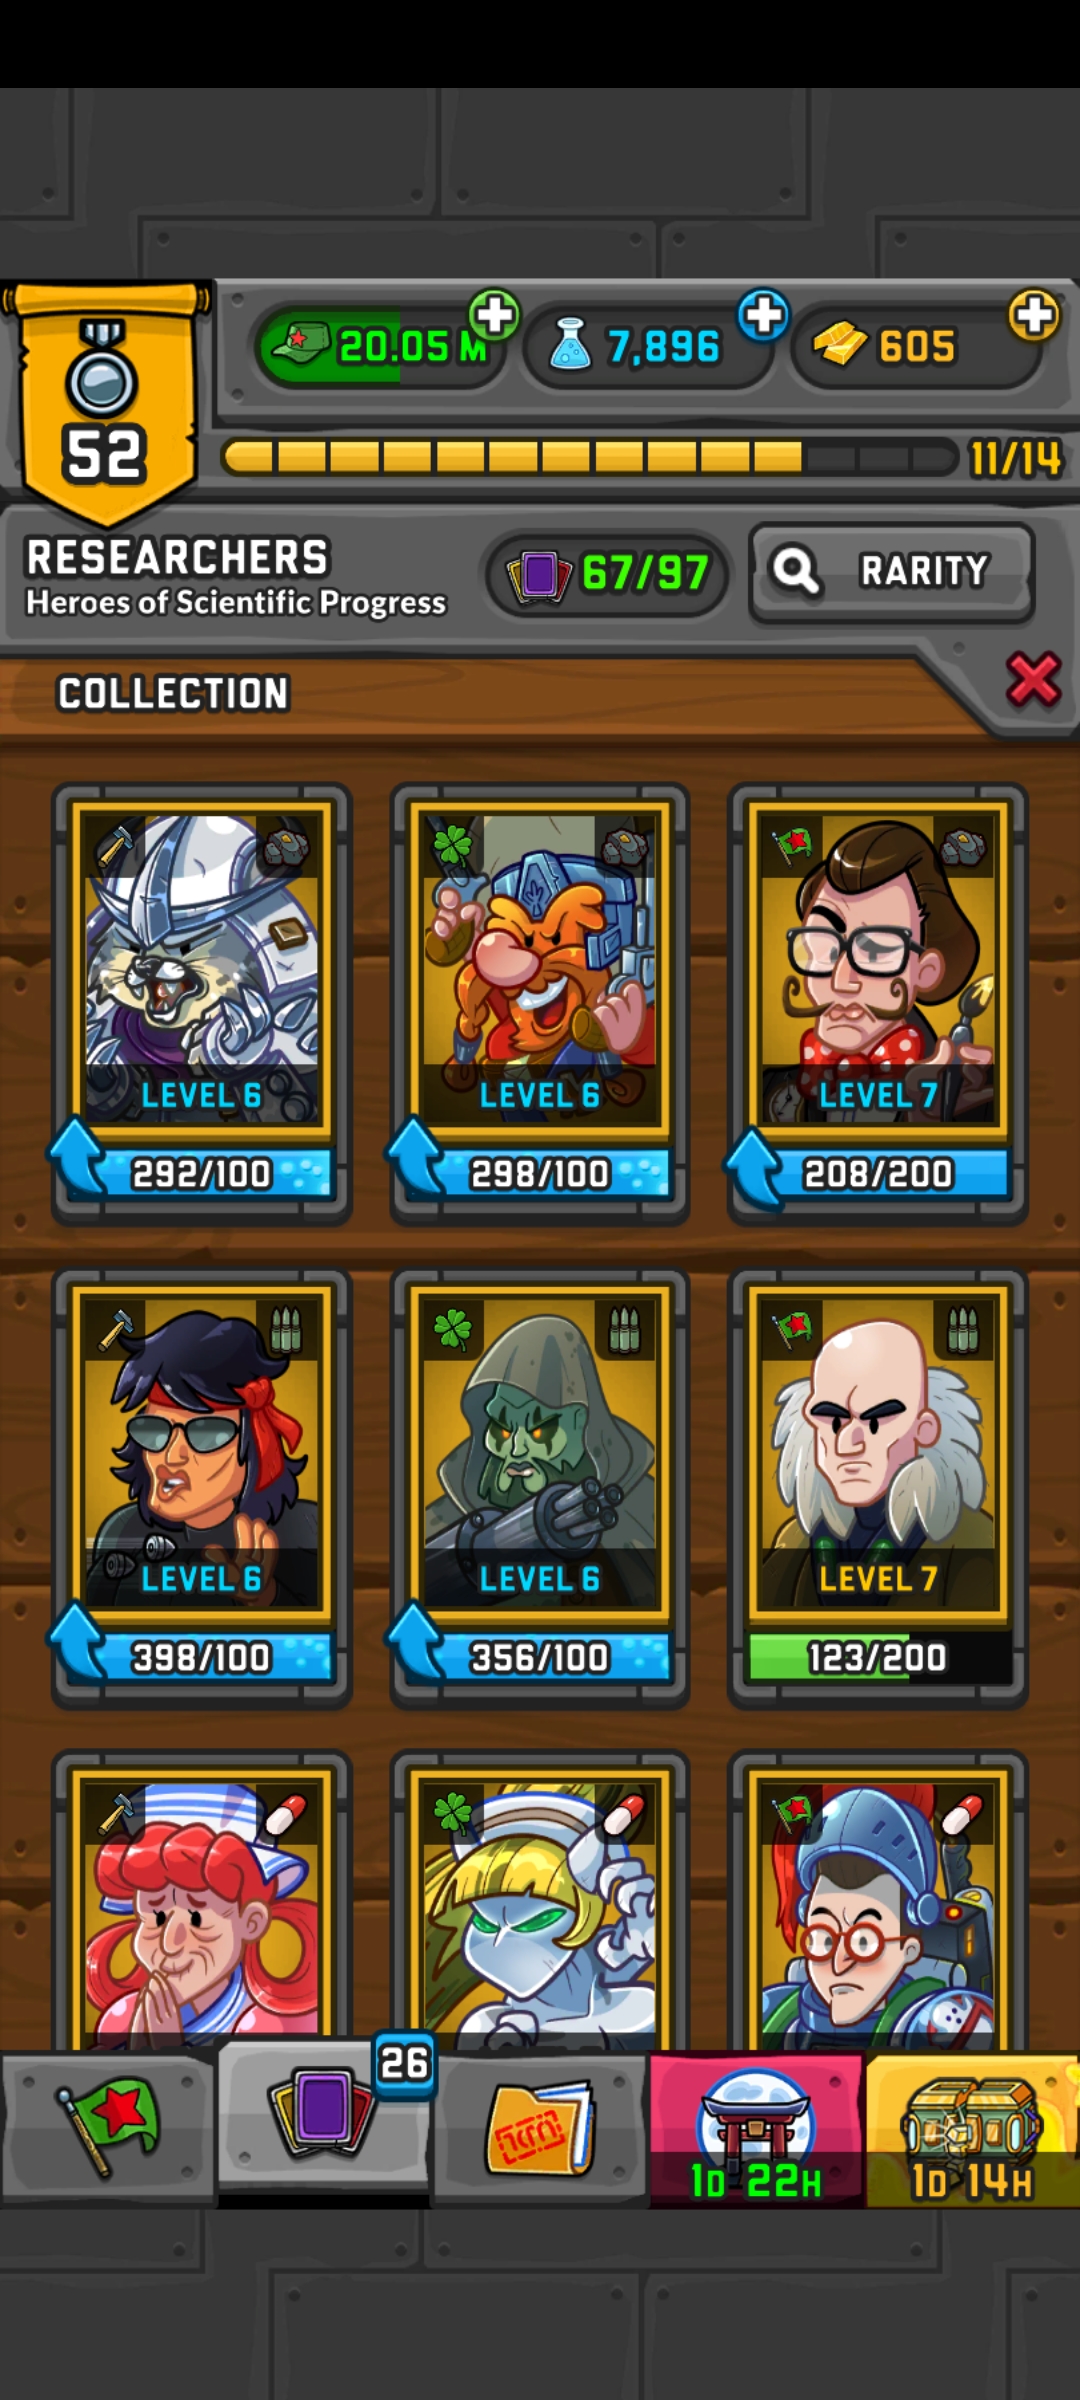 20.05 M
7,896
605
52
11/14
RESEARCHERS
Heroes of Scientific Progress
67/97
RARITY
COLLECTION
LEVEL 6
LEVEL 6
LEVEL 7
292/100
298/100
208/200
LEVEL 6
LEVEL 6
LEVEL 7
398/100
356/100
123/200
26
1D 22H
1D 14H